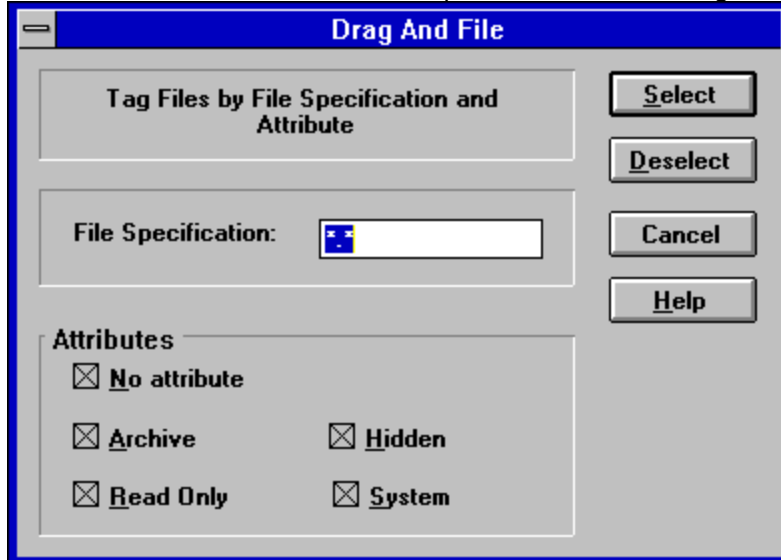 Drag And File
Tag Files by File Specification and
Attribute
Select
Deselect
File Specification:
*.*
Cancel
Help
Attributes
No attribute
Archive
Hidden
Read Only
System